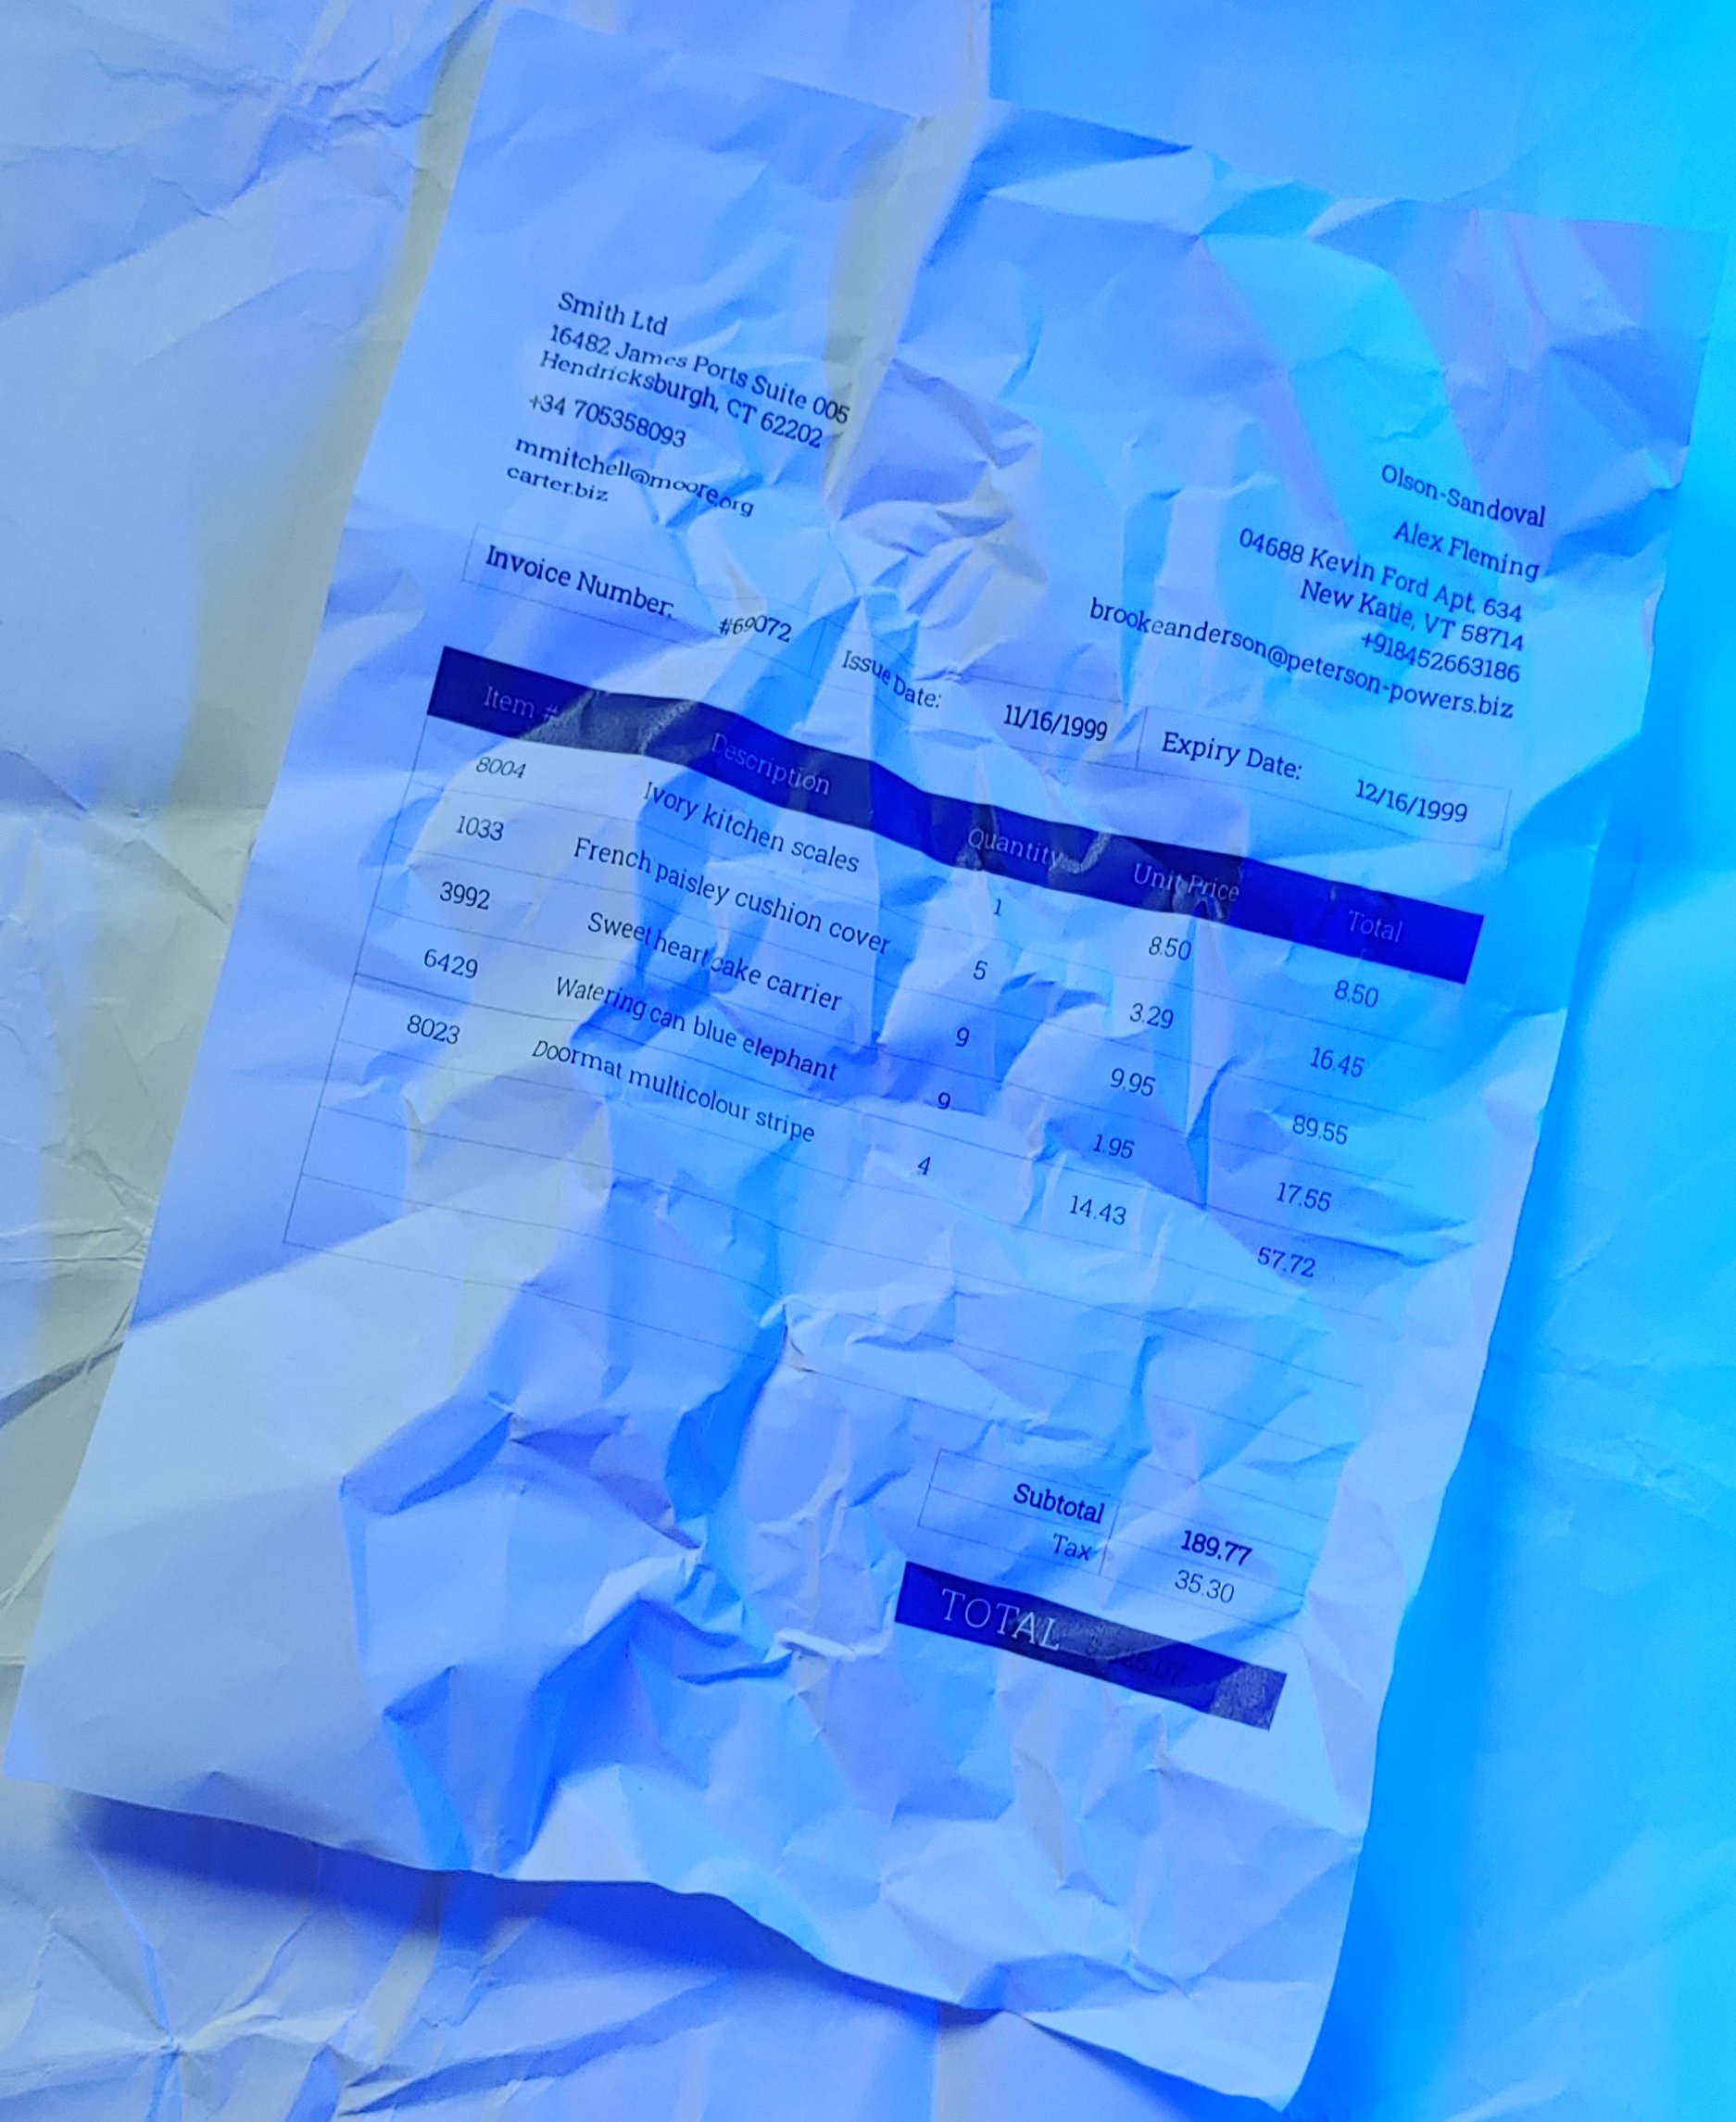 Smith Ltd
16482 James Ports Suite 005
Hendricksburgh, CT 62202
+34 705358093
mmitchell@moore.org
carter.biz
Olson-Sandoval
Alex Fleming
04688 Kevin Ford Apt. 634
New Katie, VT 58714
+918452663186
brookeanderson@peterson-powers.biz
Invoice Number: #69072 Issue Date: 11/16/1999 Expiry Date: 12/16/1999
Item # Description Quantity Unit Price Total
8004 Ivory kitchen scales 1 8.50 8.50
1033 French paisley cushion cover 5 3.29 16.45
3992 Sweetheart cake carrier 9 9.95 89.55
6429 Watering can blue elephant 9 1.95 17.55
8023 Doormat multicolour stripe 4 14.43 57.72
Subtotal 189.77
Tax 35.30
TOTAL